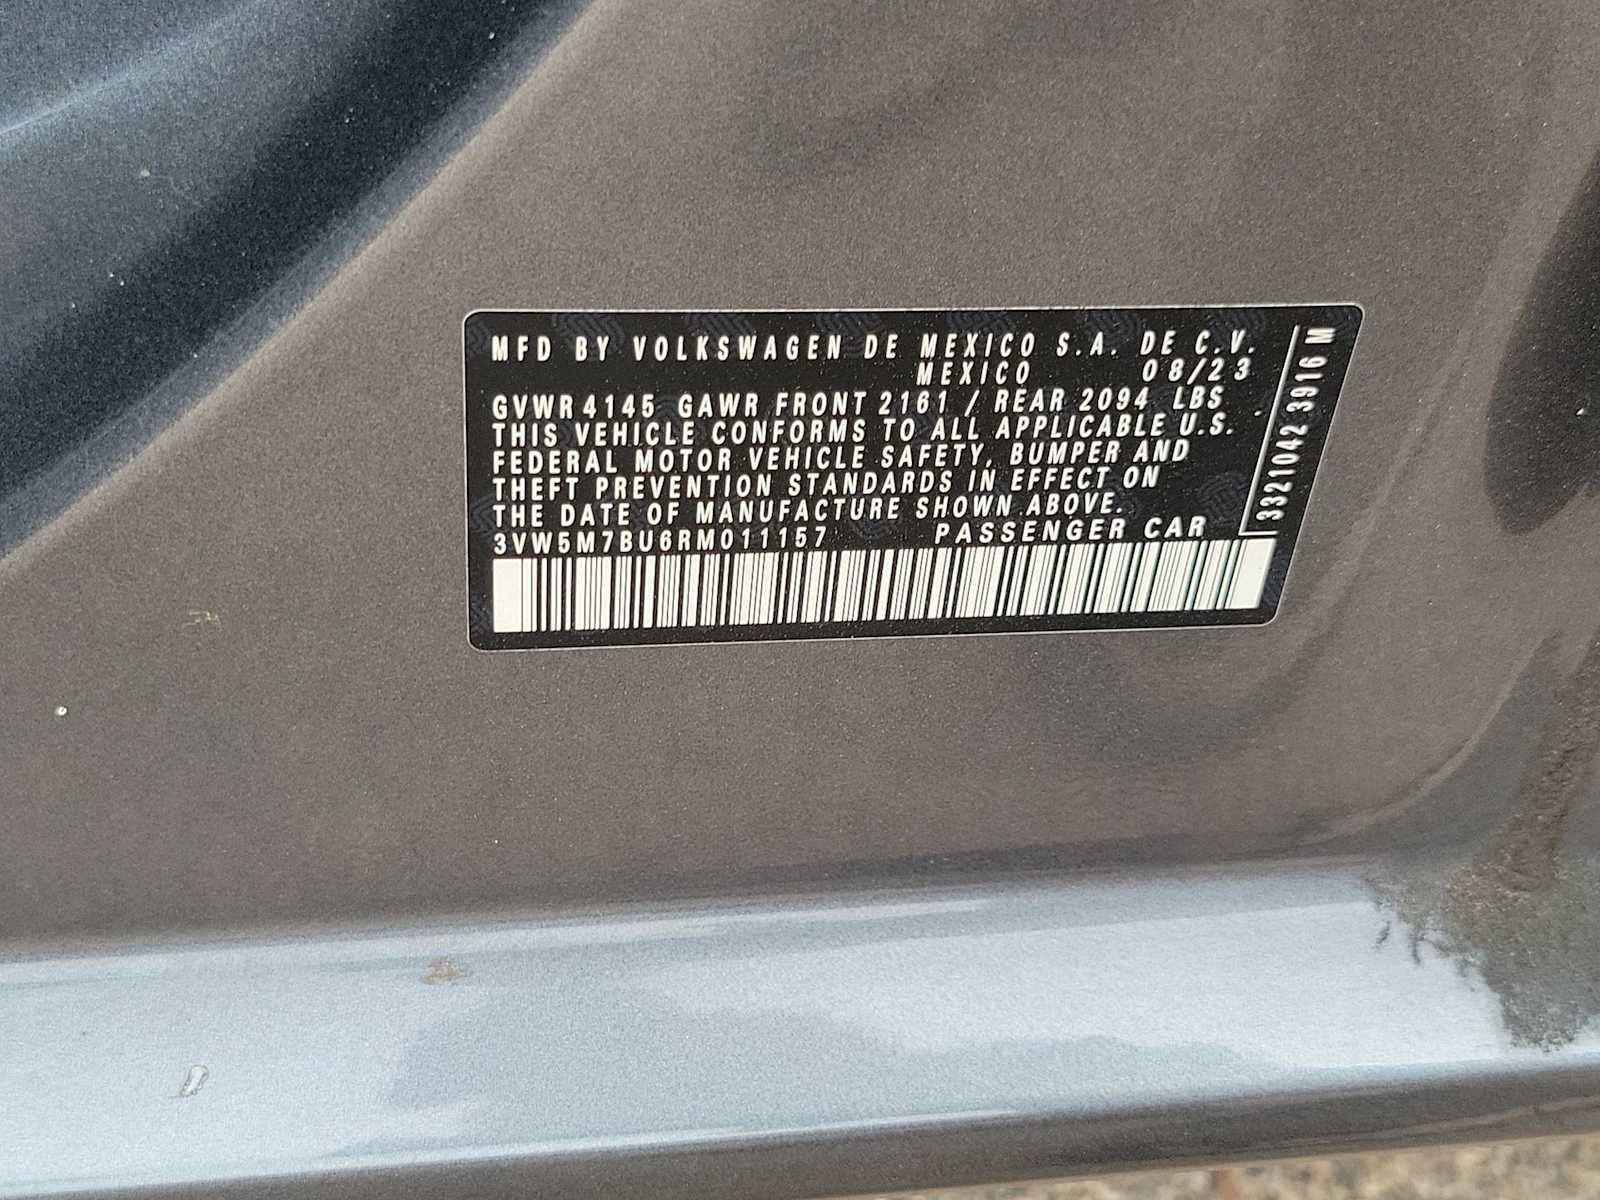 MFD BY VOLKSWAGEN DE MEXICO S.A. DE C.V.
MEXICO 08/23
GVWR 4145 GAWR FRONT 2161 / REAR 2094 LBS
THIS VEHICLE CONFORMS TO ALL APPLICABLE U.S.
FEDERAL MOTOR VEHICLE SAFETY, BUMPER AND
THEFT PREVENTION STANDARDS IN EFFECT ON
THE DATE OF MANUFACTURE SHOWN ABOVE.
3VW5M7BU6RM011157 PASSENGER CAR
3321042 3916 M